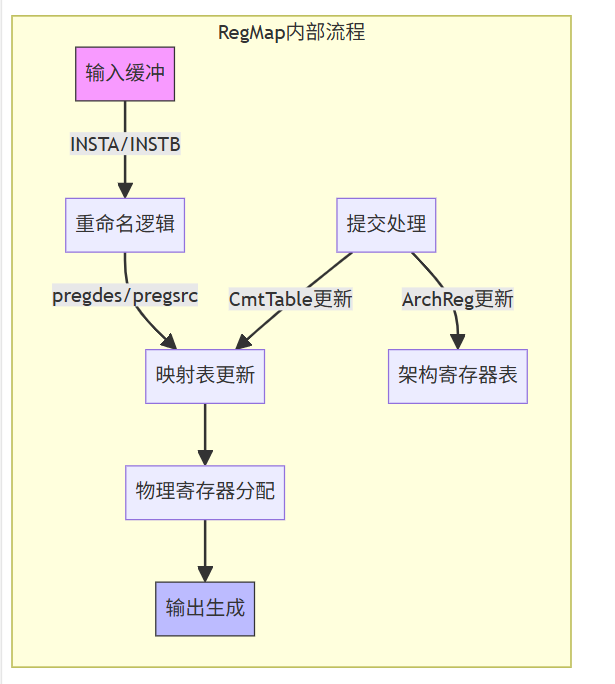 RegMap内部流程
输入缓冲
INSTA/INSTB
重命名逻辑
提交处理
pregdes/pregsrc
CmtTable更新
ArchReg更新
映射表更新
架构寄存器表
物理寄存器分配
输出生成